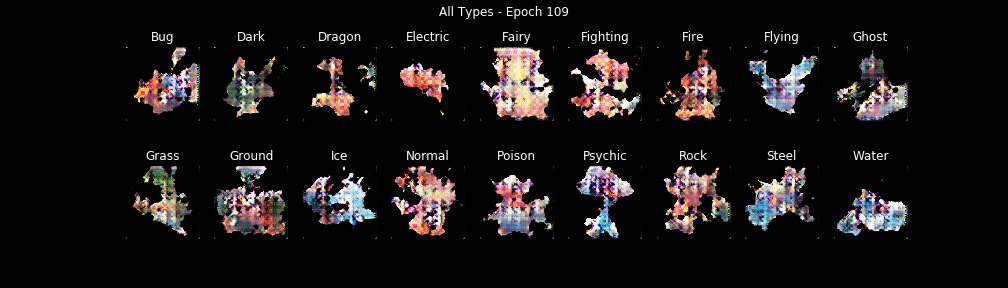 All Types - Epoch 109
Bug Dark Dragon Electric Fairy Fighting Fire Flying Ghost
Grass Ground Ice Normal Poison Psychic Rock Steel Water